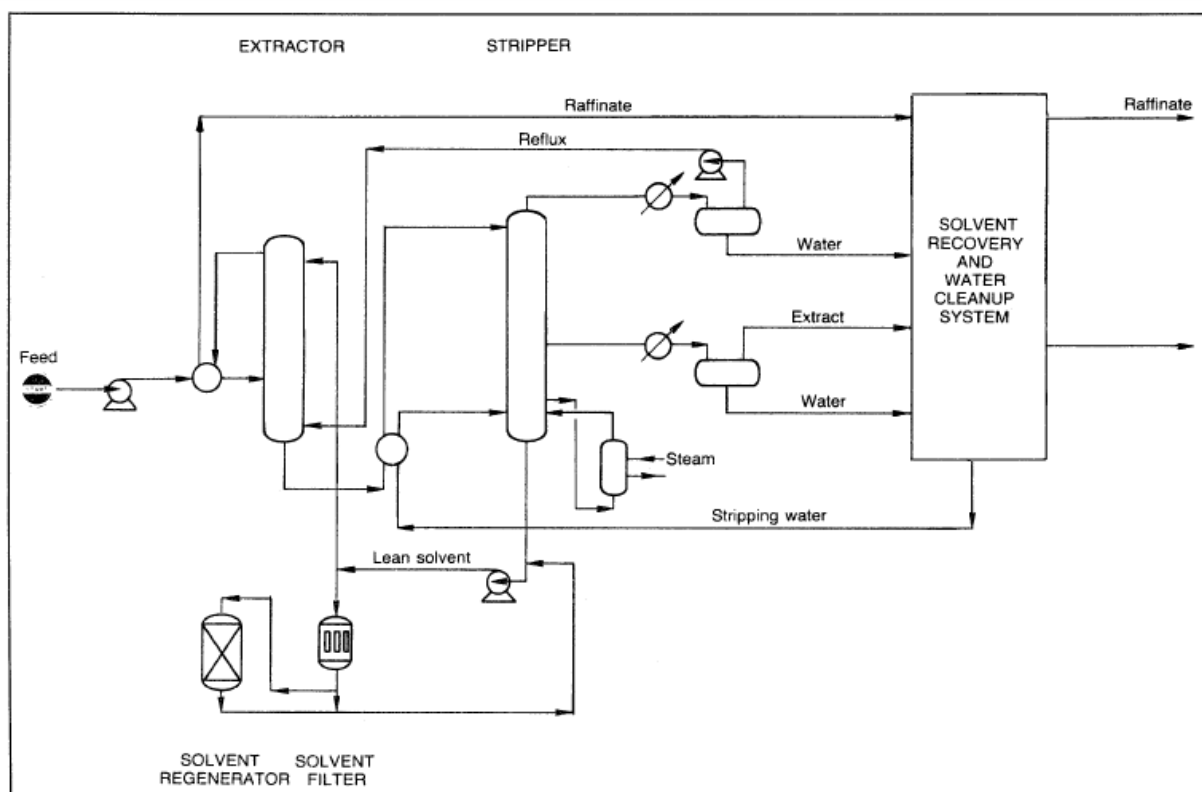 EXTRACTOR
STRIPPER
Raffinate
Raffinate
Reflux
Water
SOLVENT
RECOVERY
AND
WATER
CLEANUP
SYSTEM
Extract
Feed
Water
Steam
Stripping water
Lean solvent
SOLVENT
REGENERATOR
SOLVENT
FILTER